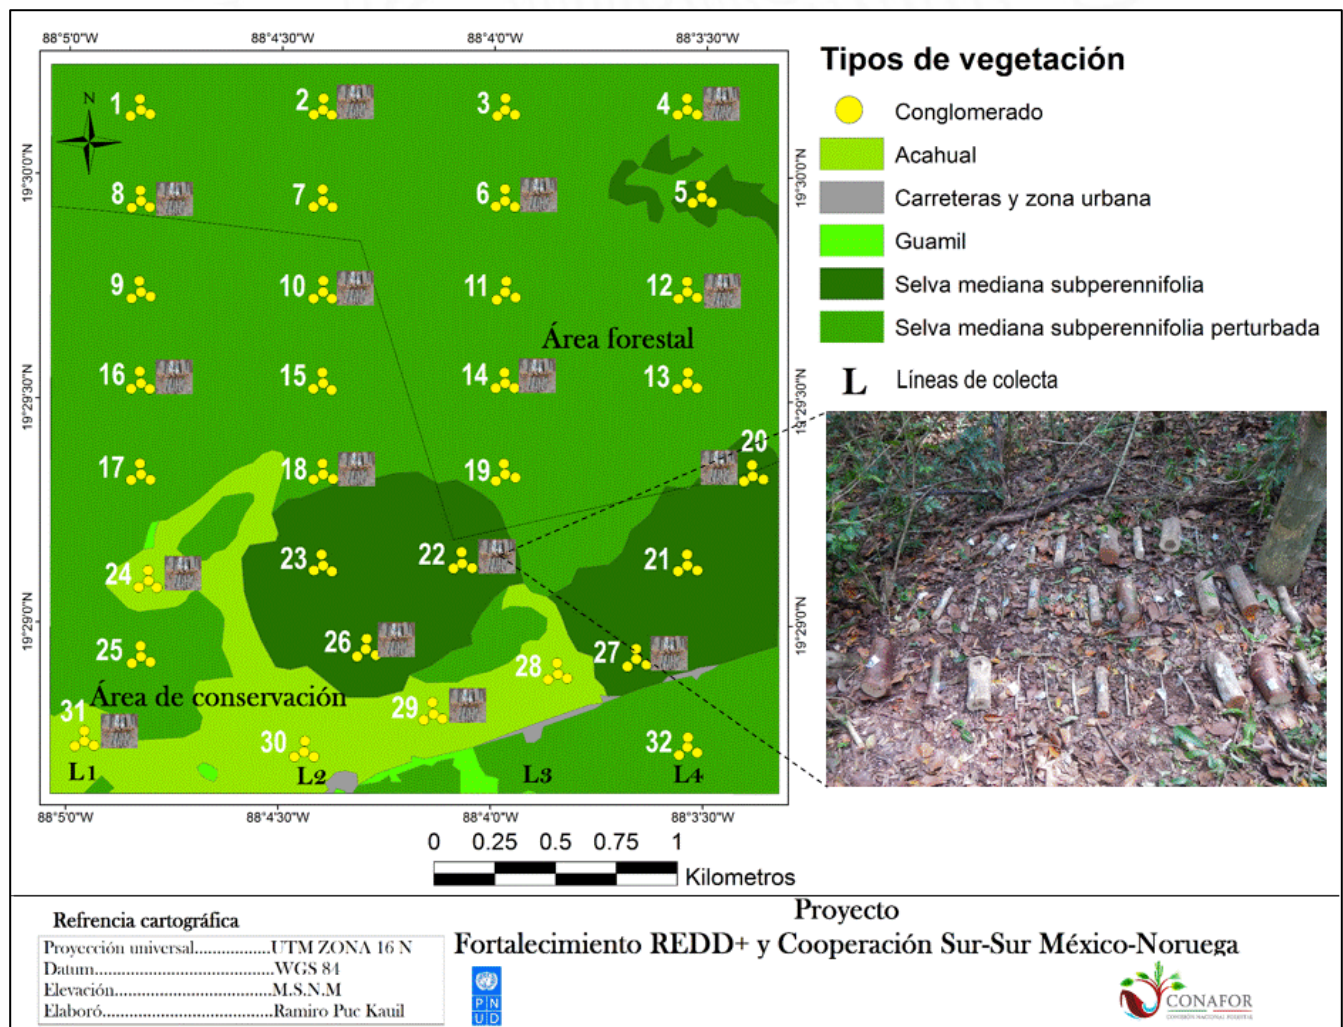 88°5'0"W 88°4'30"W 88°4'0"W 88°3'30"W
Tipos de vegetación
N
1 2 3 4
Conglomerado
Acahual
19°30'0"N 19°30'0"N
8 7 6 5
Carreteras y zona urbana
Guamil
9 10 11 12
Selva mediana subperennifolia
Selva mediana subperennifolia perturbada
Área forestal
16 15 14 13
L Líneas de colecta
19°29'30"N 19°29'30"N
17 18 19 20
24 23 22 21
19°29'0"N 19°29'0"N
25 26 28 27
Área de conservación
31 29
30 32
L1 L2 L3 L4
88°5'0"W 88°4'30"W 88°4'0"W 88°3'30"W
0 0.25 0.5 0.75 1
Kilometros
Refrencia cartográfica
Proyección universal..............UTM ZONA 16 N
Datum..........................................WGS 84
Elevación.....................................M.S.N.M
Elaboró.........................................Ramiro Puc Kauil
Proyecto
Fortalecimiento REDD+ y Cooperación Sur-Sur México-Noruega
P N
U D
CONAFOR
COMISIÓN NACIONAL FORESTAL